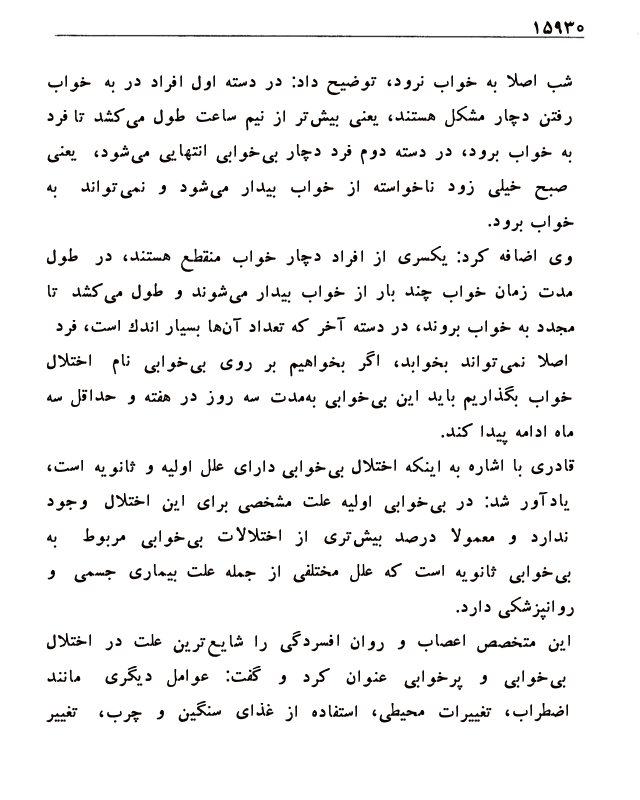 ۱۵۹۳۰
شب اصلا به خواب نرود، توضیح داد: در دسته اول افراد در به خواب
رفتن دچار مشکل هستند، یعنی بیش‌تر از نیم ساعت طول می‌کشد تا فرد
به خواب برود، در دسته دوم فرد دچار بی‌خوابی انتهایی می‌شود، یعنی
صبح خیلی زود ناخواسته از خواب بیدار می‌شود و نمی‌تواند به
خواب برود.
وی اضافه کرد: یکسری از افراد دچار خواب منقطع هستند، در طول
مدت زمان خواب چند بار از خواب بیدار می‌شوند و طول می‌کشد تا
مجدد به خواب بروند، در دسته آخر که تعداد آن‌ها بسیار اندك است، فرد
اصلا نمی‌تواند بخوابد، اگر بخواهیم بر روی بی‌خوابی نام اختلال
خواب بگذاریم باید این بی‌خوابی به‌مدت سه روز در هفته و حداقل سه
ماه ادامه پیدا کند.
قادری با اشاره به اینکه اختلال بی‌خوابی دارای علل اولیه و ثانویه است،
یادآور شد: در بی‌خوابی اولیه علت مشخصی برای این اختلال وجود
ندارد و معمولا درصد بیش‌تری از اختلالات بی‌خوابی مربوط به
بی‌خوابی ثانویه است که علل مختلفی از جمله علت بیماری جسمی و
روانپزشکی دارد.
این متخصص اعصاب و روان افسردگی را شایع‌ترین علت در اختلال
بی‌خوابی و پرخوابی عنوان کرد و گفت: عوامل دیگری مانند
اضطراب، تغییرات محیطی، استفاده از غذای سنگین و چرب، تغییر